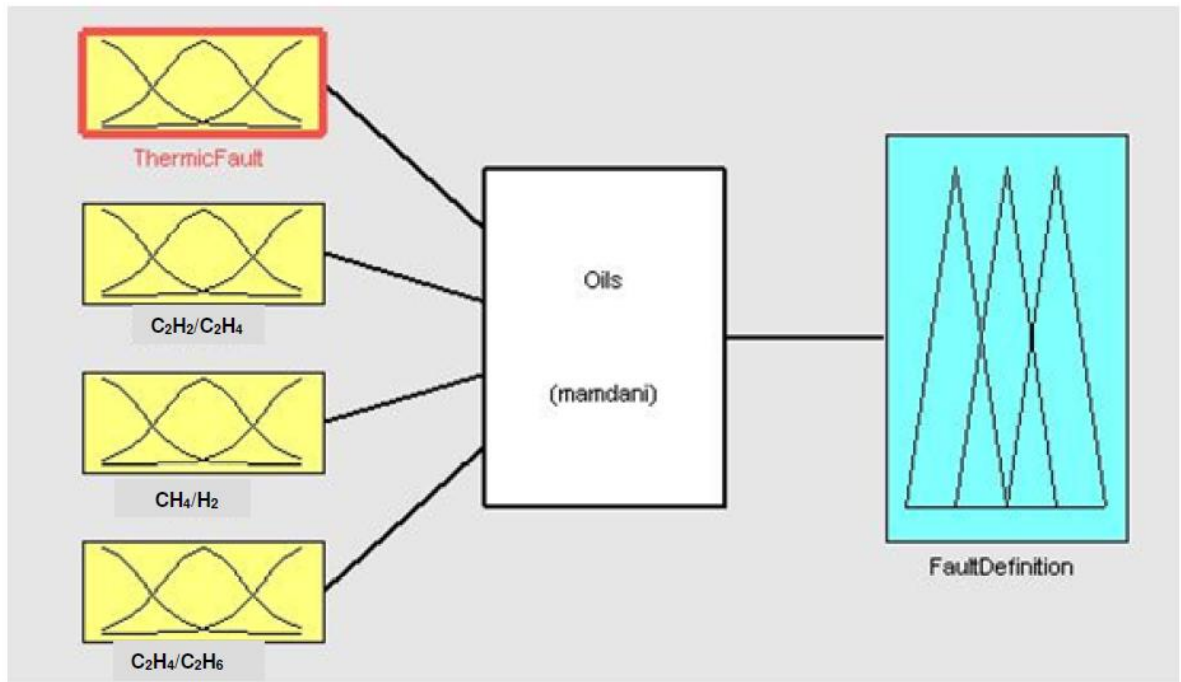 ThermicFault
C₂H₂/C₂H₄
CH₄/H₂
C₂H₄/C₂H₆
Oils
(mamdani)
FaultDefinition